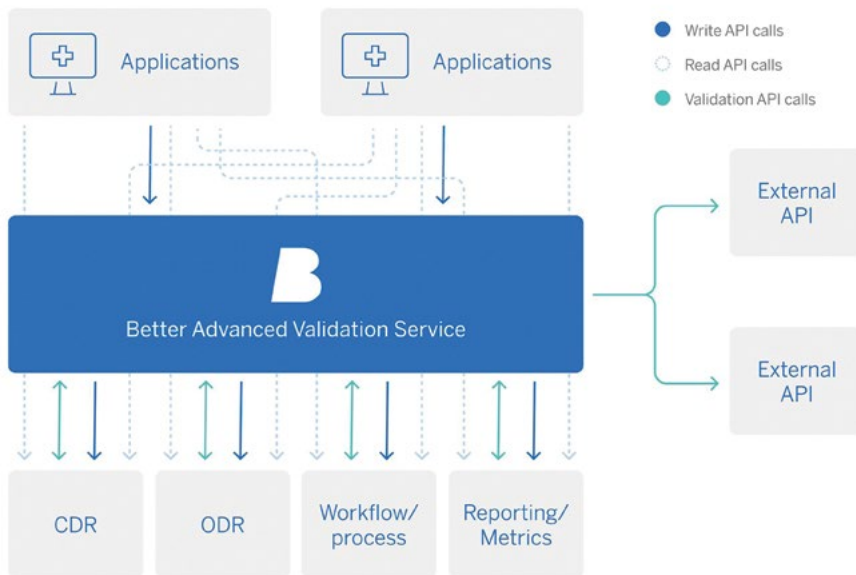 Applications
Applications
Write API calls
Read API calls
Validation API calls
External
API
B
Better Advanced Validation Service
External
API
CDR
ODR
Workflow/
process
Reporting/
Metrics